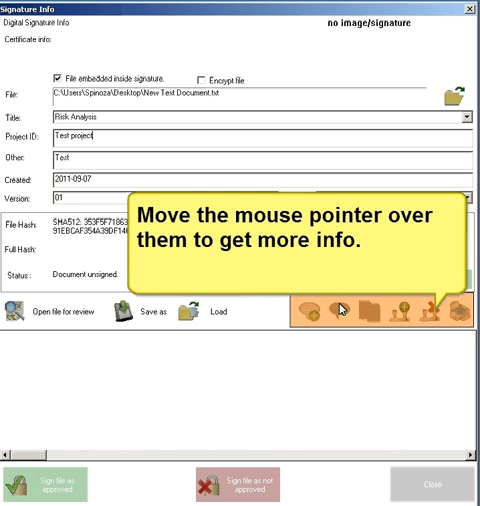 Signature Info
Digital Signature Info
no image/signature
Certificate info:
File embedded inside signature.
Encrypt file
File:
C:\Users\Spinoza\Desktop\New Test Document.txt
Title:
Risk Analysis
Project ID:
Test project
Other:
Test
Created:
2011-09-07
Version:
01
Move the mouse pointer over
them to get more info.
File Hash:
SHA512: 353F5F71863
91EBCAF354A39DF14
Full Hash:
Status :
Document unsigned.
Open file for review
Save as
Load
Sign file as
approved
Sign file as not
approved
Close